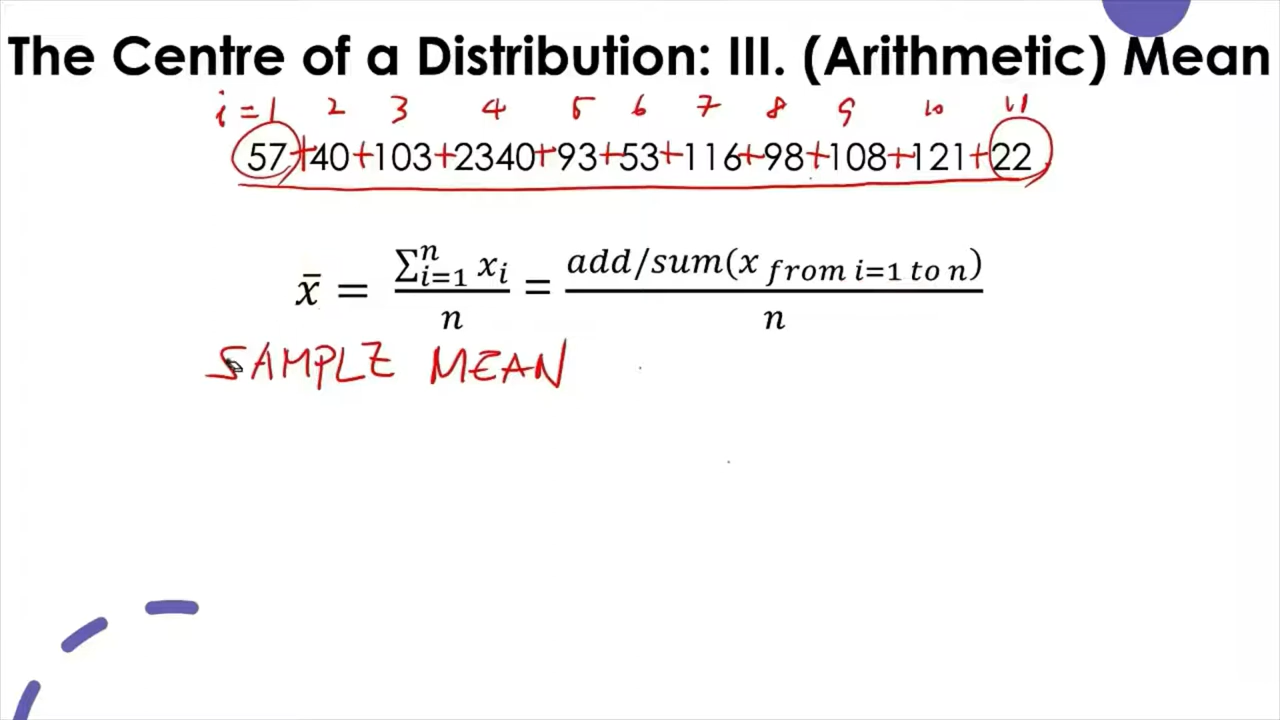 The Centre of a Distribution: III. (Arithmetic) Mean
i = 1 2 3 4 5 6 7 8 9 10 11
57+40+103+2340+93+53+116+98+108+121+22
x̄ = ∑ⁿᵢ₌₁ xᵢ / n = add/sum(x from i=1 to n) / n
SAMPLE MEAN